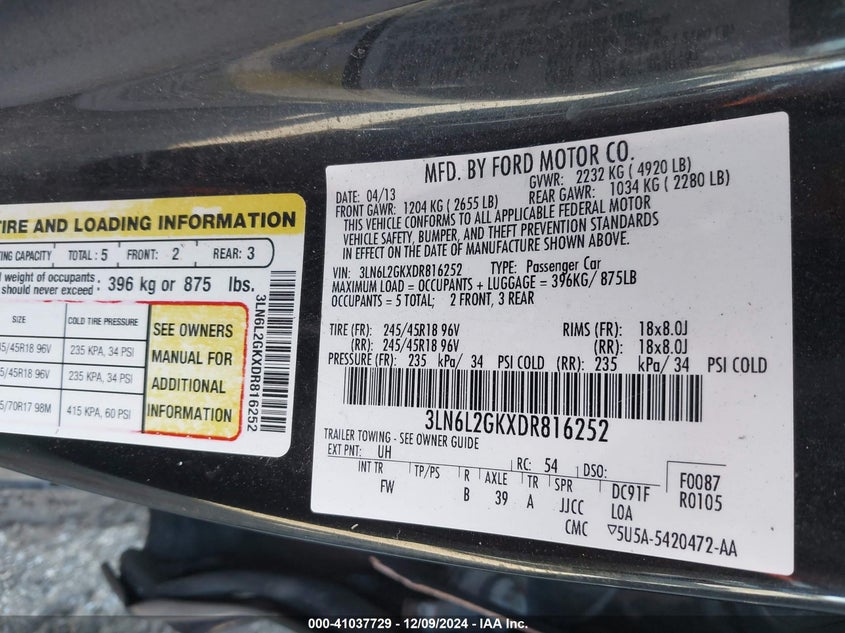 TIRE AND LOADING INFORMATION
CAPACITY TOTAL: 5 FRONT: 2 REAR: 3
weight of occupants
should never exceed: 396 kg or 875 lbs.
SIZE COLD TIRE PRESSURE
/45R18 96V 235 KPA, 34 PSI
/45R18 96V 235 KPA, 34 PSI
/70R17 98M 415 KPA, 60 PSI
SEE OWNERS
MANUAL FOR
ADDITIONAL
INFORMATION
3LN6L2GKXDR816252
MFD. BY FORD MOTOR CO.
DATE: 04/13 GVWR: 2232 KG ( 4920 LB)
FRONT GAWR: 1204 KG ( 2655 LB) REAR GAWR: 1034 KG ( 2280 LB)
THIS VEHICLE CONFORMS TO ALL APPLICABLE FEDERAL MOTOR
VEHICLE SAFETY, BUMPER, AND THEFT PREVENTION STANDARDS
IN EFFECT ON THE DATE OF MANUFACTURE SHOWN ABOVE.
VIN: 3LN6L2GKXDR816252 TYPE: Passenger Car
MAXIMUM LOAD = OCCUPANTS + LUGGAGE = 396KG/ 875LB
OCCUPANTS = 5 TOTAL; 2 FRONT, 3 REAR
TIRE (FR): 245/45R18 96V RIMS (FR): 18x8.0J
(RR): 245/45R18 96V (RR): 18x8.0J
PRESSURE (FR): 235 kPa/ 34 PSI COLD (RR): 235 kPa/ 34 PSI COLD
3LN6L2GKXDR816252
TRAILER TOWING - SEE OWNER GUIDE
EXT PNT: UH RC: 54 DSO: F0087
INT TR TP/PS R AXLE TR SPR DC91F R0105
FW B 39 A JJCC LOA
CMC ▽5U5A-5420472-AA
000-41037729 - 12/09/2024 - IAA Inc.